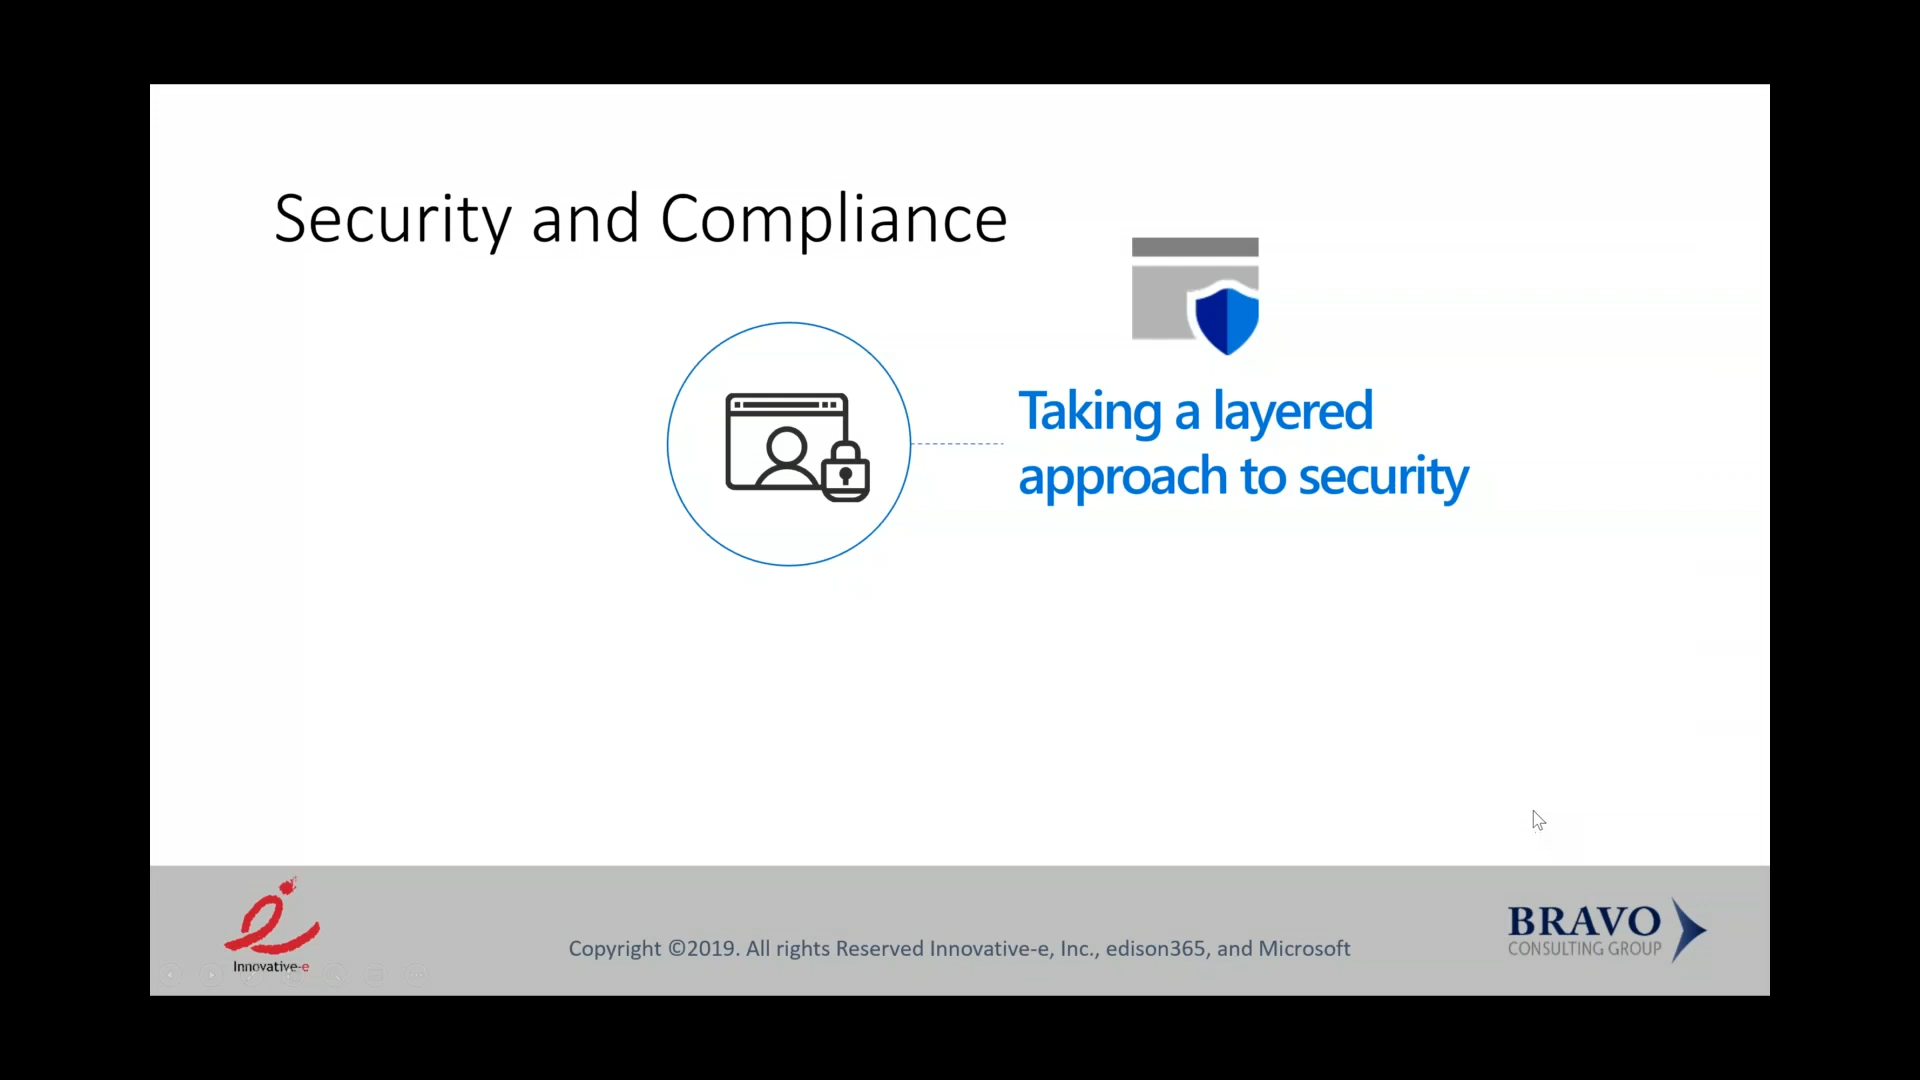 Security and Compliance
Taking a layered
approach to security
Innovative-e
Copyright ©2019. All rights Reserved Innovative-e, Inc., edison365, and Microsoft
BRAVO
CONSULTING GROUP